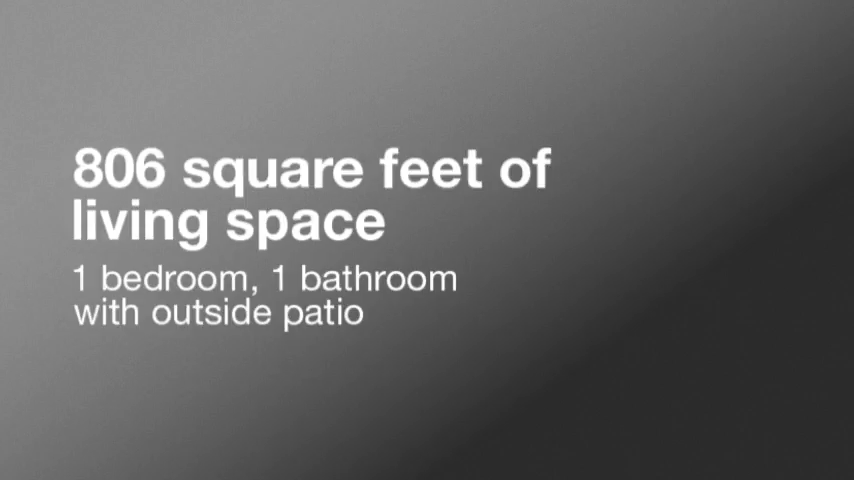 806 square feet of
living space
1 bedroom, 1 bathroom
with outside patio